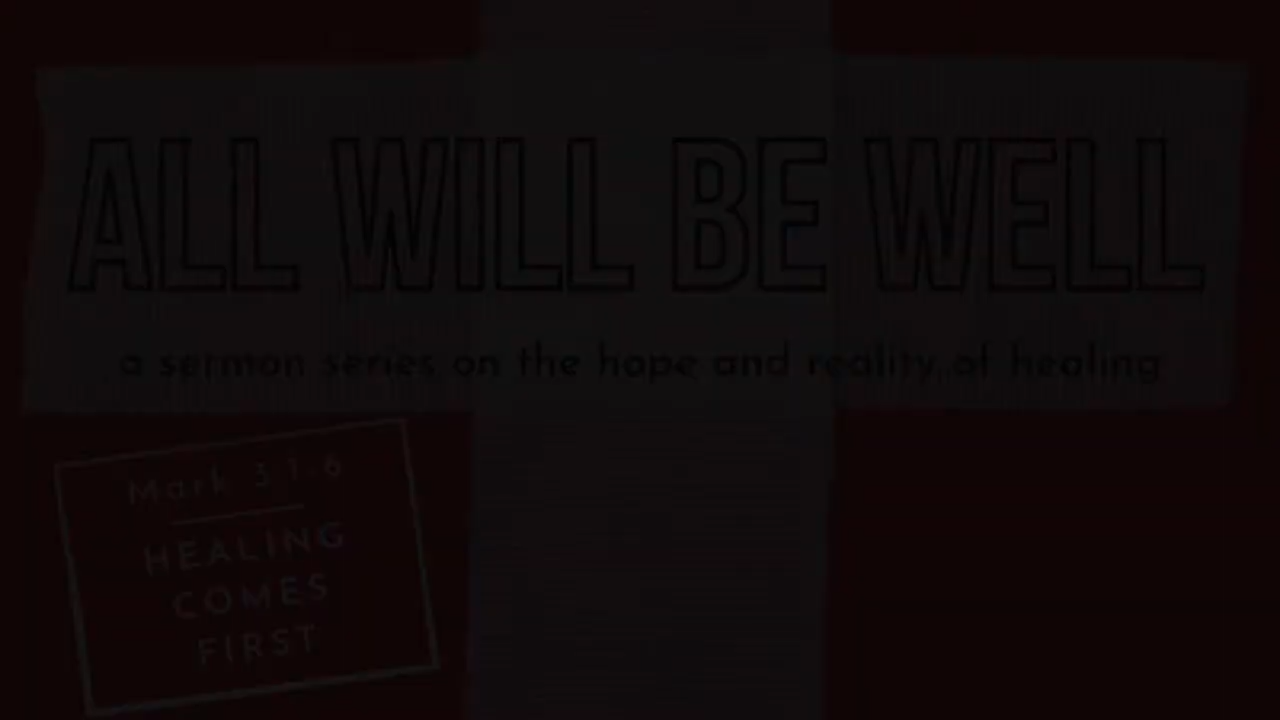 ALL WILL BE WELL
a sermon series on the hope and reality of healing
Mark 3.1-6
HEALING
COMES
FIRST